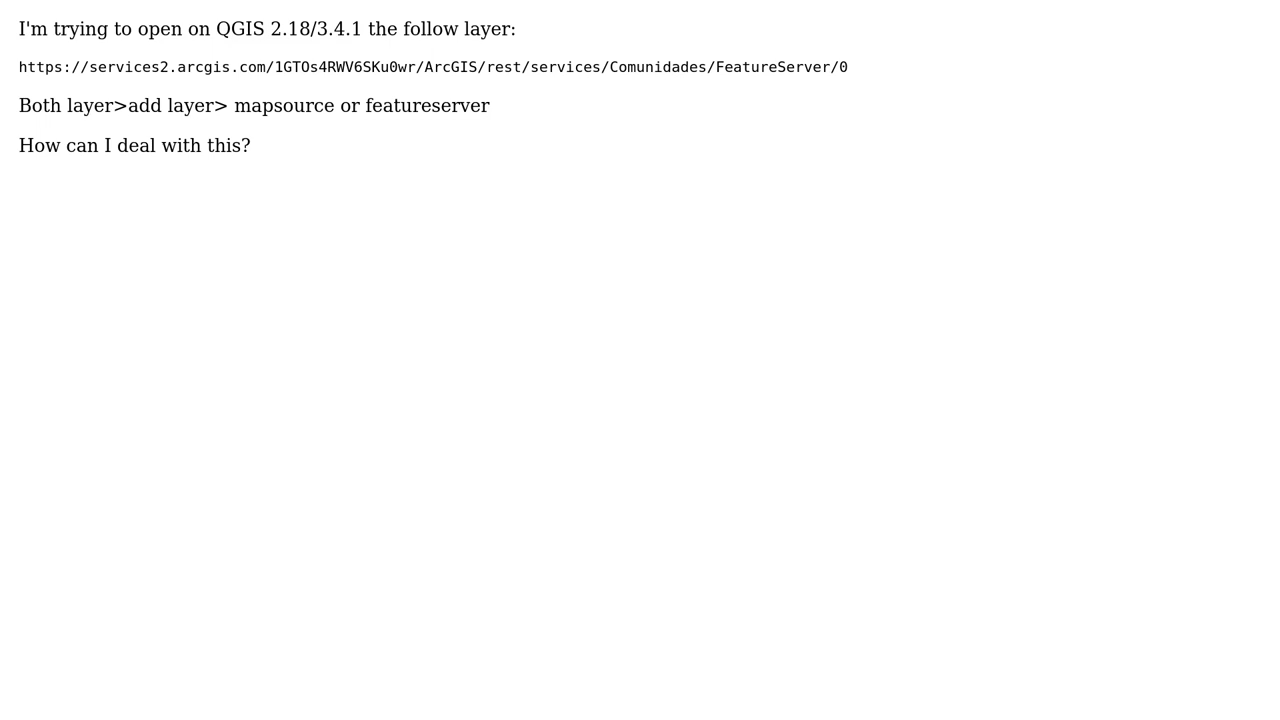 I'm trying to open on QGIS 2.18/3.4.1 the follow layer:
https://services2.arcgis.com/1GTOs4RWV6SKu0wr/ArcGIS/rest/services/Comunidades/FeatureServer/0
Both layer>add layer> mapsource or featureserver
How can I deal with this?